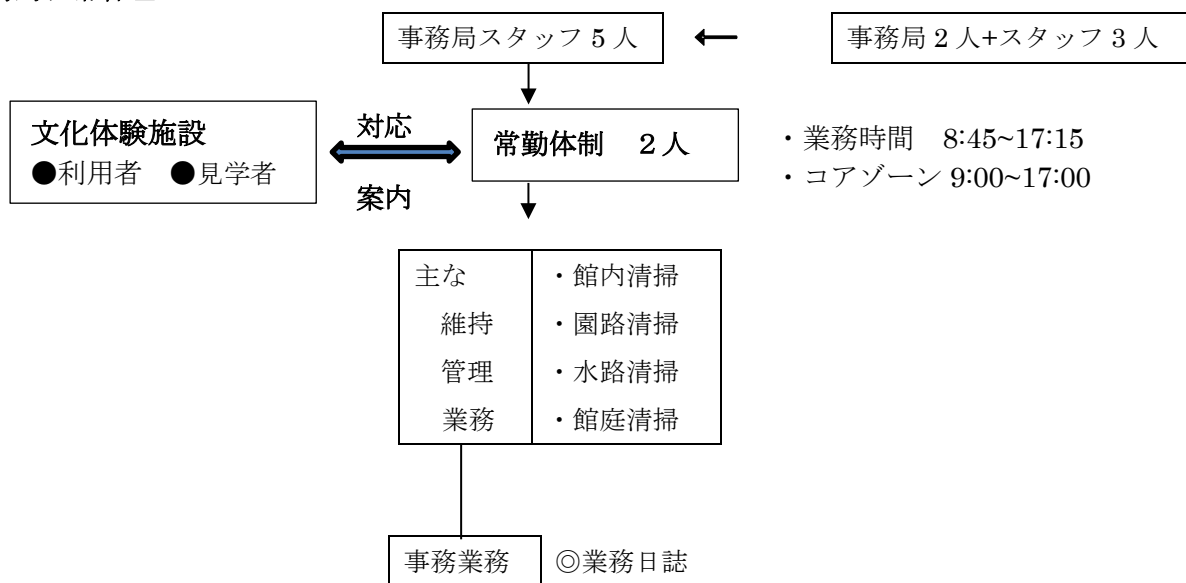 事務局スタッフ 5 人
事務局 2 人+スタッフ 3 人
文化体験施設
●利用者 ●見学者
対応
案内
常勤体制 2人
・業務時間 8:45~17:15
・コアゾーン 9:00~17:00
主な
維持
管理
業務
・館内清掃
・園路清掃
・水路清掃
・館庭清掃
事務業務
◎業務日誌